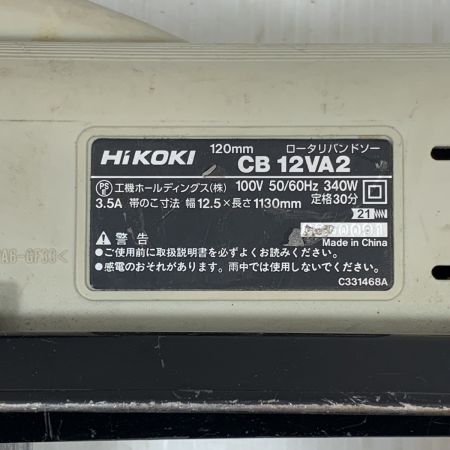 120mm ロータリバンドソー
HiKOKI CB 12VA2
PS E 工機ホールディングス(株) 100V 50/60Hz 340W
3.5A 帯のこ寸法 幅12.5×長さ1130mm 定格30分
21
Made in China
⚠ 警告
●ご使用前に取扱説明書を必ずよくお読みください。
●感電のおそれがあります。雨中では使用しないでください。
C331468A